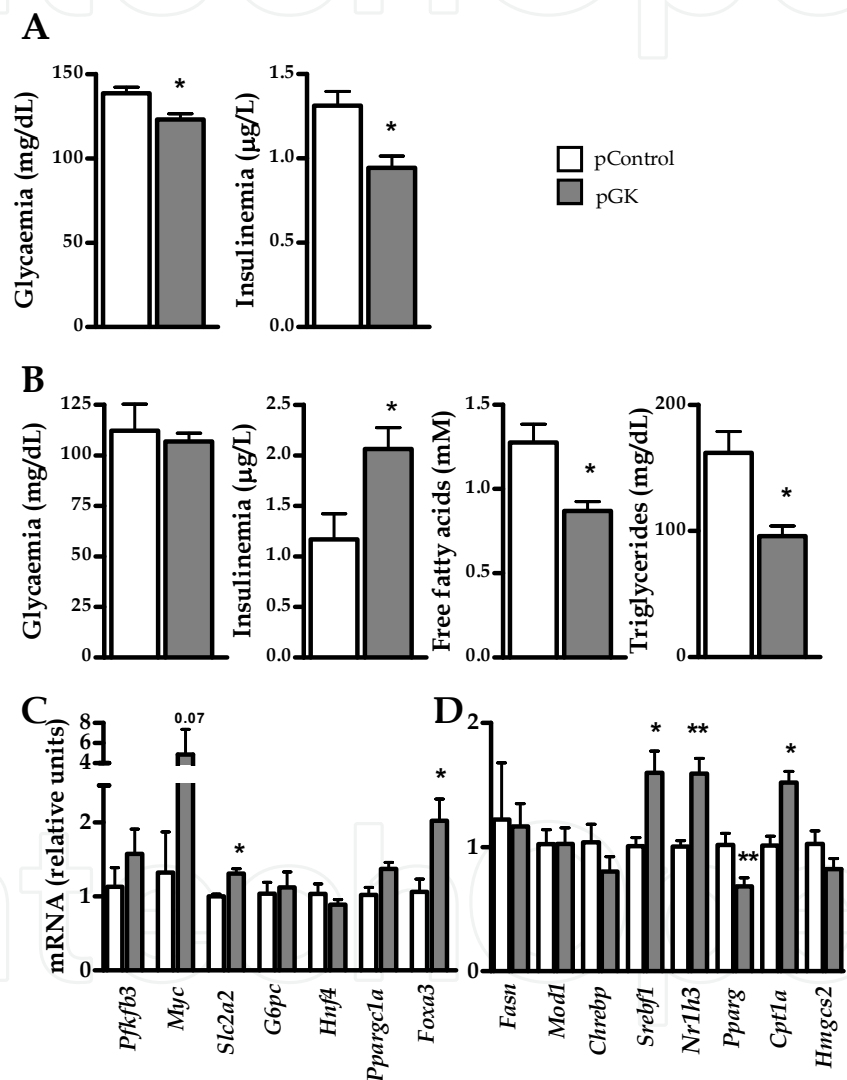 A
Glycaemia (mg/dL)
150
100
50
0
*
Insulinemia (µg/L)
1.5
1.0
0.5
0.0
*
pControl
pGK
B
Glycaemia (mg/dL)
125
100
75
50
25
0
Insulinemia (µg/L)
2.5
2.0
1.5
1.0
0.5
0.0
*
Free fatty acids (mM)
1.5
1.0
0.5
0.0
*
Triglycerides (mg/dL)
200
100
0
*
C
mRNA (relative units)
8
6
4
2
1
0
0.07
*
*
Pfkfb3
Myc
Slc2a2
G6pc
Hnf4
Ppargc1a
Foxa3
D
2
1
0
*
**
**
*
Fasn
Mod1
Chrebp
Srebf1
Nr1h3
Pparg
Cpt1a
Hmgcs2